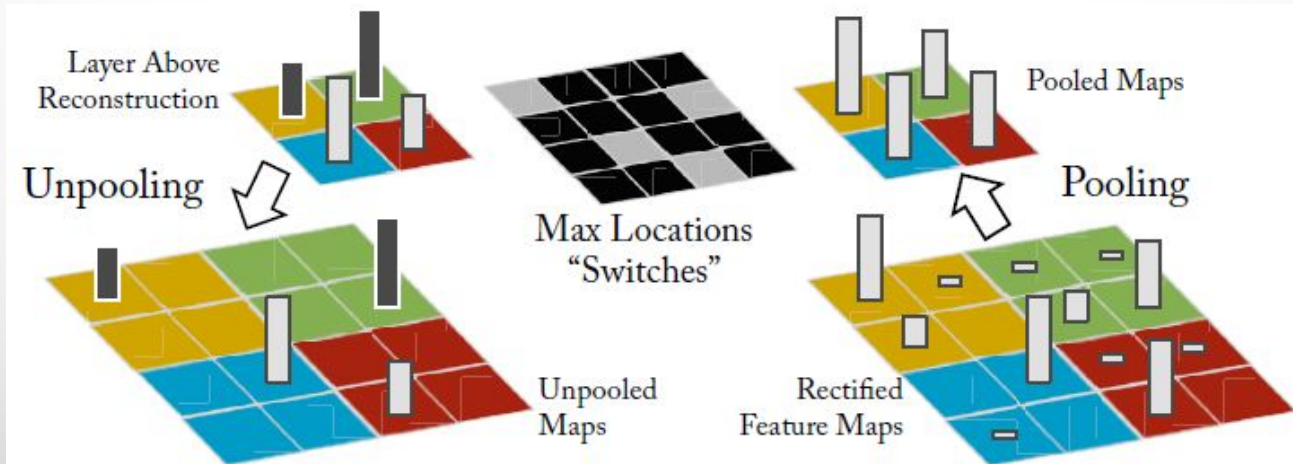 Layer Above
Reconstruction
Unpooling
Unpooled
Maps
Max Locations
“Switches”
Pooled Maps
Pooling
Rectified
Feature Maps